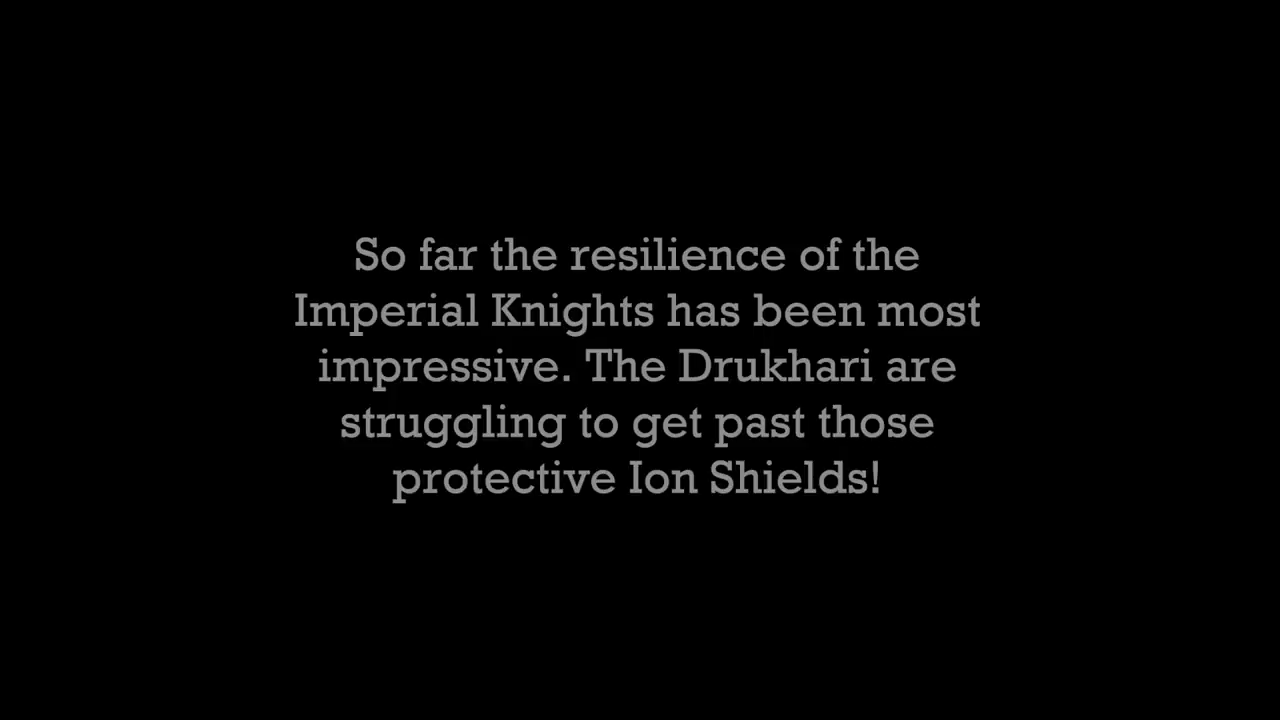 So far the resilience of the
Imperial Knights has been most
impressive. The Drukhari are
struggling to get past those
protective Ion Shields!